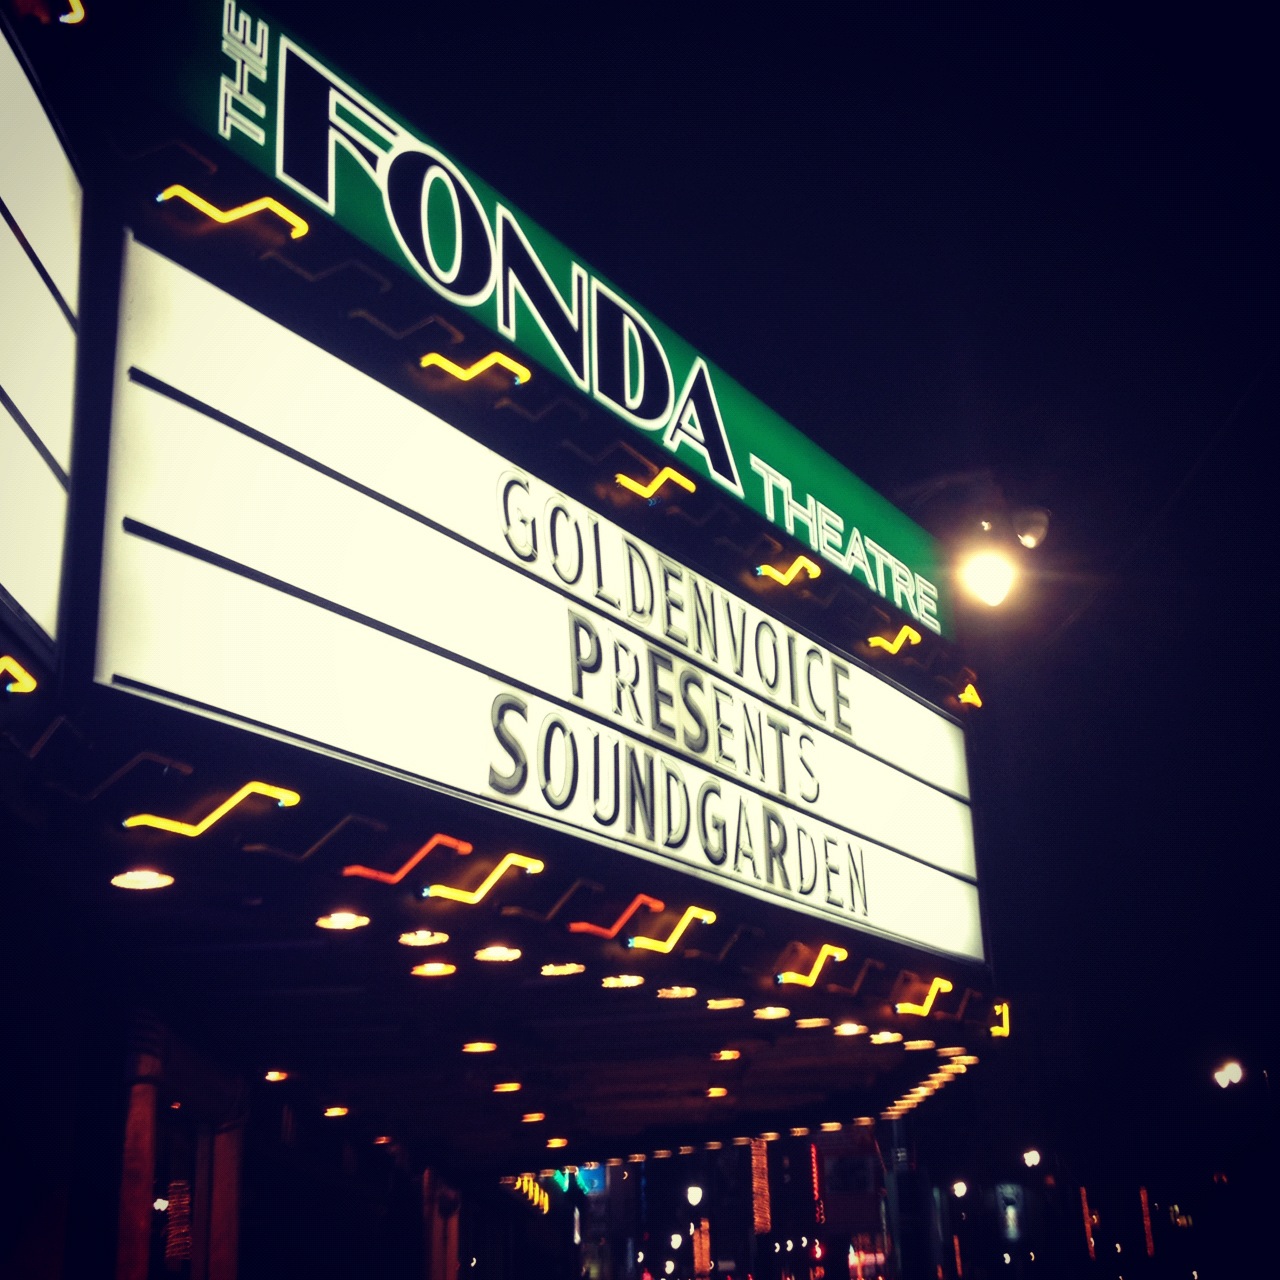 THE FONDA THEATRE
GOLDENVOICE
PRESENTS
SOUNDGARDEN